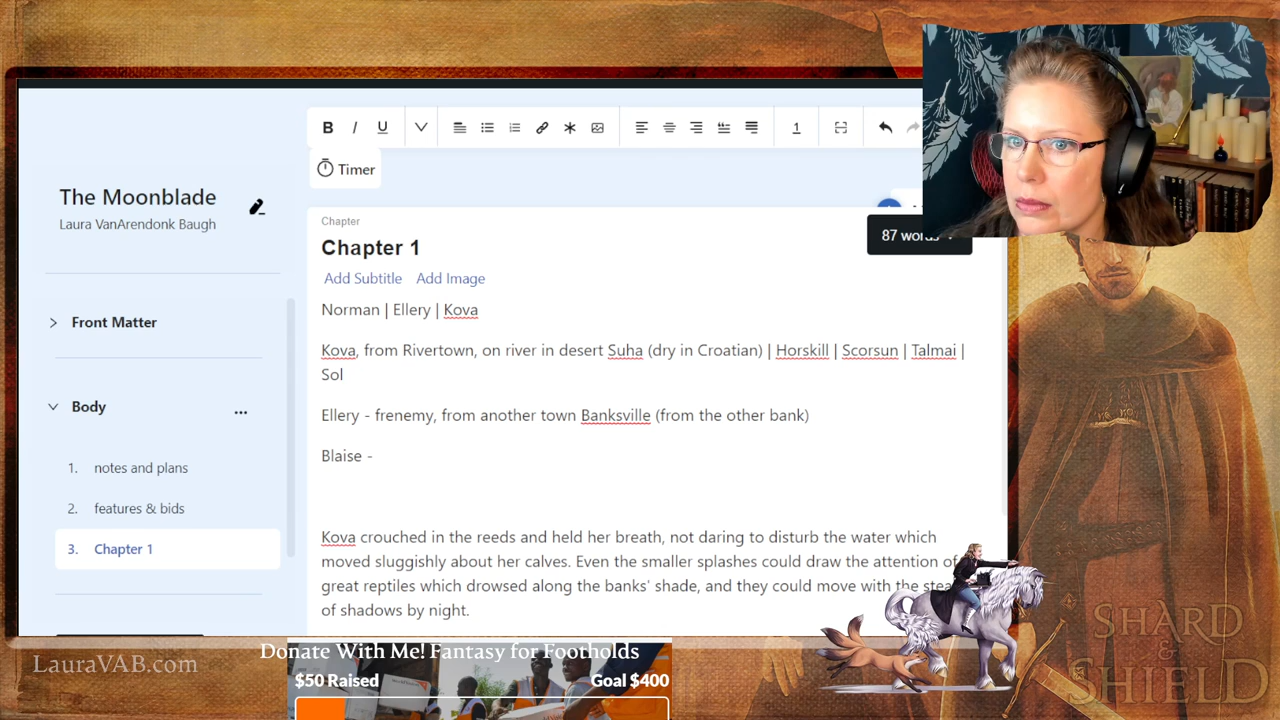 The Moonblade
Laura VanArendonk Baugh
Front Matter
Body
...
1. notes and plans
2. features & bids
3. Chapter 1
B I U
1
Timer
Chapter
Chapter 1
87 words
Add Subtitle Add Image
Norman | Ellery | Kova
Kova, from Rivertown, on river in desert Suha (dry in Croatian) | Horskill | Scorsun | Talmai |
Sol
Ellery - frenemy, from another town Banksville (from the other bank)
Blaise -
Kova crouched in the reeds and held her breath, not daring to disturb the water which
moved sluggishly about her calves. Even the smaller splashes could draw the attention of
great reptiles which drowsed along the banks' shade, and they could move with the
of shadows by night.
LauraVAB.com
Donate With Me! Fantasy for Footholds
$50 Raised Goal $400
SHARD
&
SHIELD